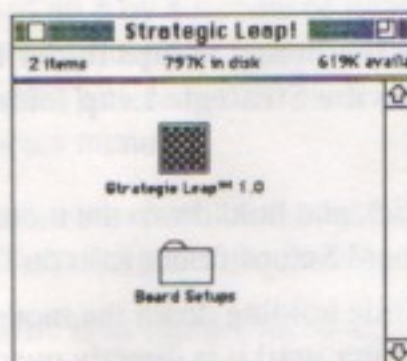 Strategic Leap!
2 items 797K in disk 619K availa
Strategic Leap™ 1.0
Board Setups